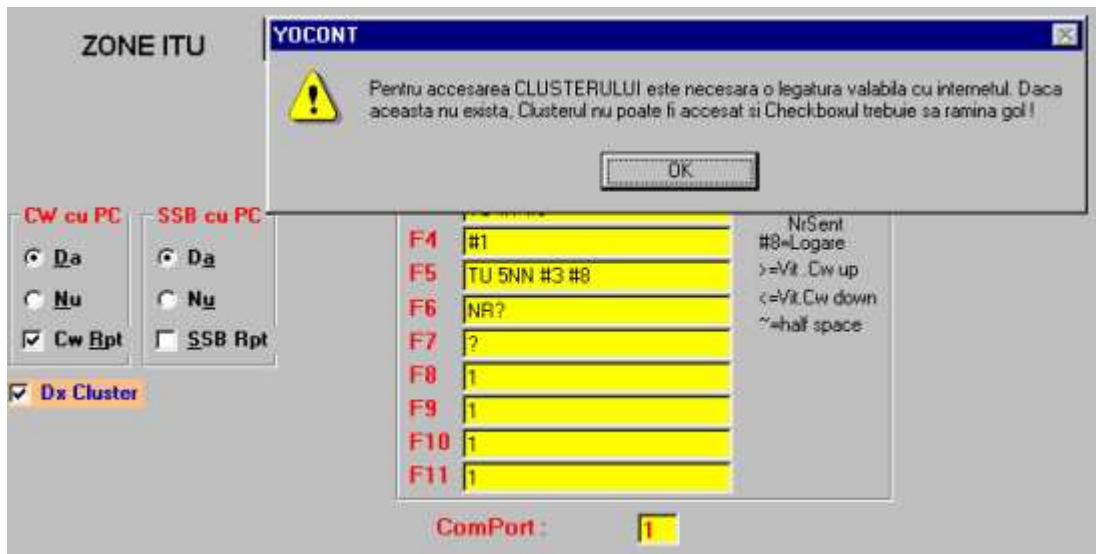 ZONE ITU
YOCONT
Pentru accesarea CLUSTERULUI este necesara o legatura valabila cu internetul. Daca
aceasta nu exista, Clusterul nu poate fi accesat si Checkboxul trebuie sa ramina gol !
OK
CW cu PC
Da
Nu
Cw Rpt
SSB cu PC
Da
Nu
SSB Rpt
Dx Cluster
F4 #1
F5 TU 5NN #3 #8
F6 NR?
F7 ?
F8 1
F9 1
F10 1
F11 1
NrSent
#8=Logare
>=Vit .Cw up
<=Vit.Cw down
~=half space
ComPort : 1